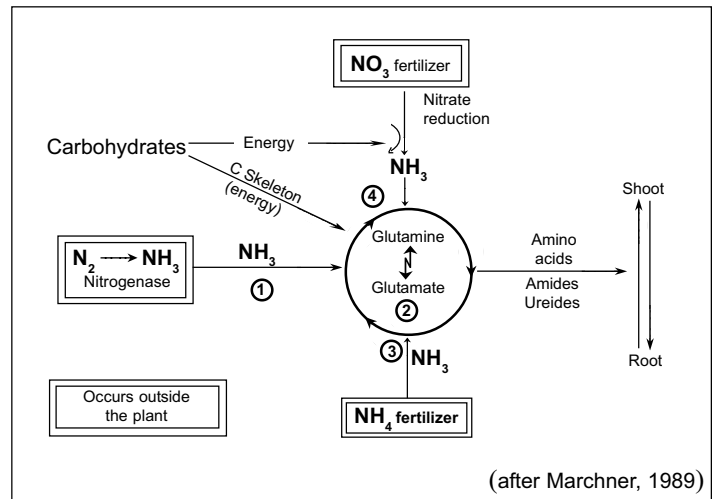 NO3 fertilizer
Nitrate
reduction
Carbohydrates
Energy
C Skeleton
(energy)
NH3
4
Shoot
Glutamine
N
Glutamate
2
N2 NH3
Nitrogenase
NH3
1
Amino
acids
Amides
Ureides
3
NH3
Root
Occurs outside
the plant
NH4 fertilizer
(after Marchner, 1989)